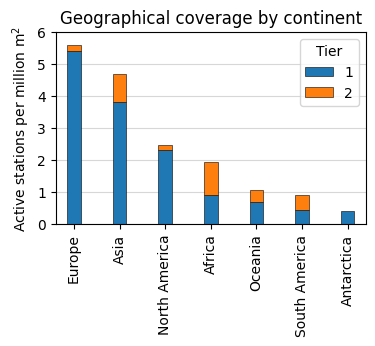 Geographical coverage by continent
Active stations per million m²
6
5
4
3
2
1
0
Tier
1
2
Europe
Asia
North America
Africa
Oceania
South America
Antarctica